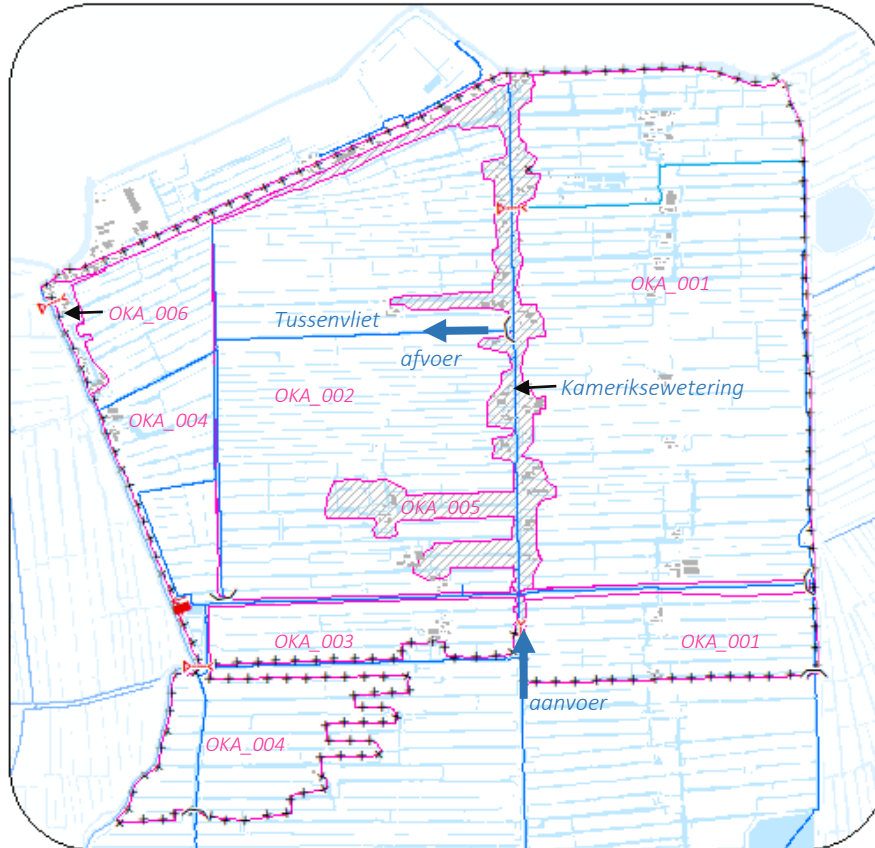 OKA_001
OKA_006
Tussenvliet
afvoer
OKA_002
Kameriksewetering
OKA_004
OKA_005
OKA_003
OKA_001
aanvoer
OKA_004